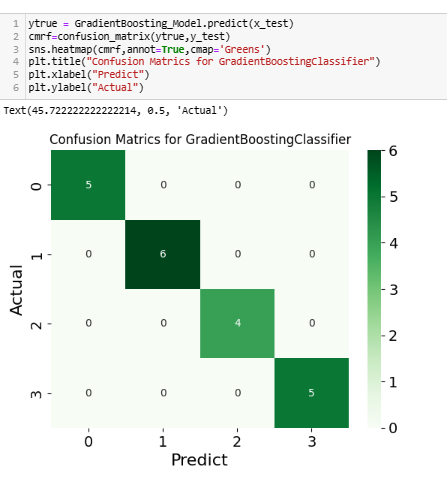 1 ytrue = GradientBoosting_Model.predict(x_test)
2 cmrf=confusion_matrix(ytrue,y_test)
3 sns.heatmap(cmrf,annot=True,cmap='Greens')
4 plt.title("Confusion Matrics for GradientBoostingClassifier")
5 plt.xlabel("Predict")
6 plt.ylabel("Actual")
Text(45.722222222222214, 0.5, 'Actual')
Confusion Matrics for GradientBoostingClassifier
Actual
0 5 0 0 0
1 0 6 0 0
2 0 0 4 0
3 0 0 0 5
0 1 2 3
Predict
6
5
4
3
2
1
0